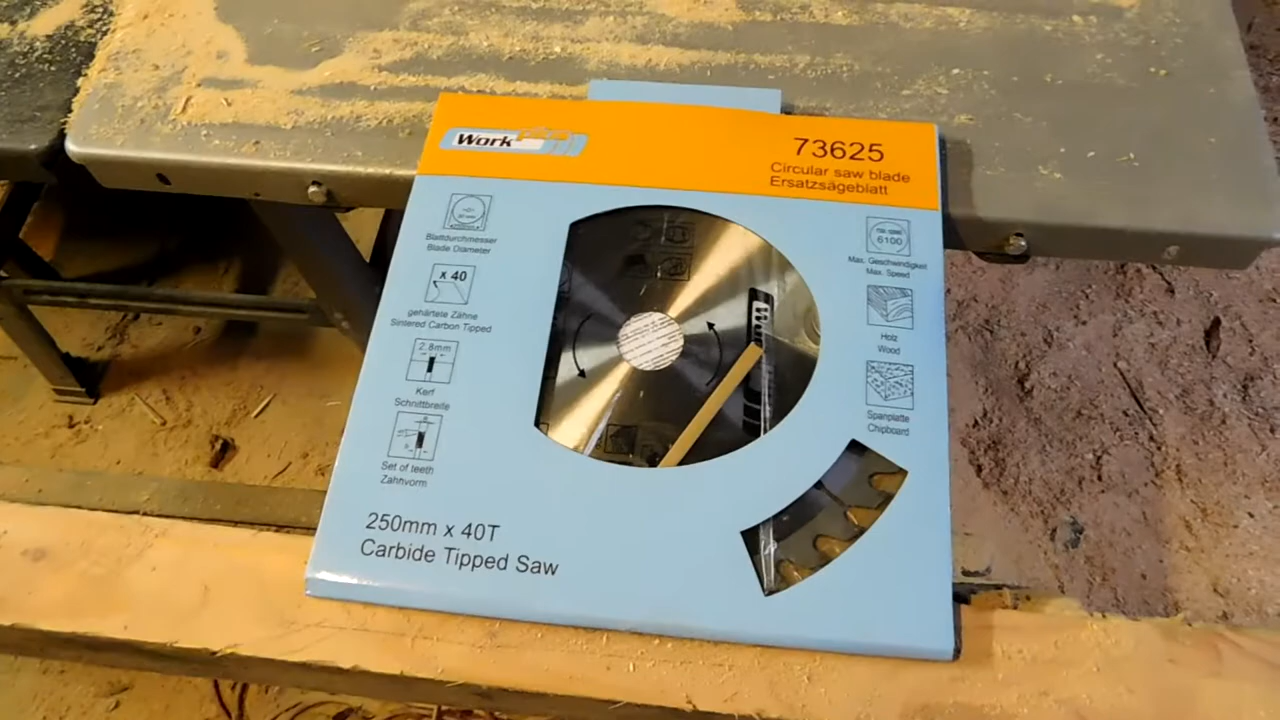 Work
73625
Circular saw blade
Ersatzsägeblatt
Blattdurchmesser
Blade Diameter
x 40
gehärtete Zähne
Sintered Carbon Tipped
2.8mm
Kerf
Schnittbreite
Set of teeth
Zahnvorm
250mm x 40T
Carbide Tipped Saw
6100
Max. Geschwindigkeit
Max. Speed
Holz
Wood
Spanplatte
Chipboard